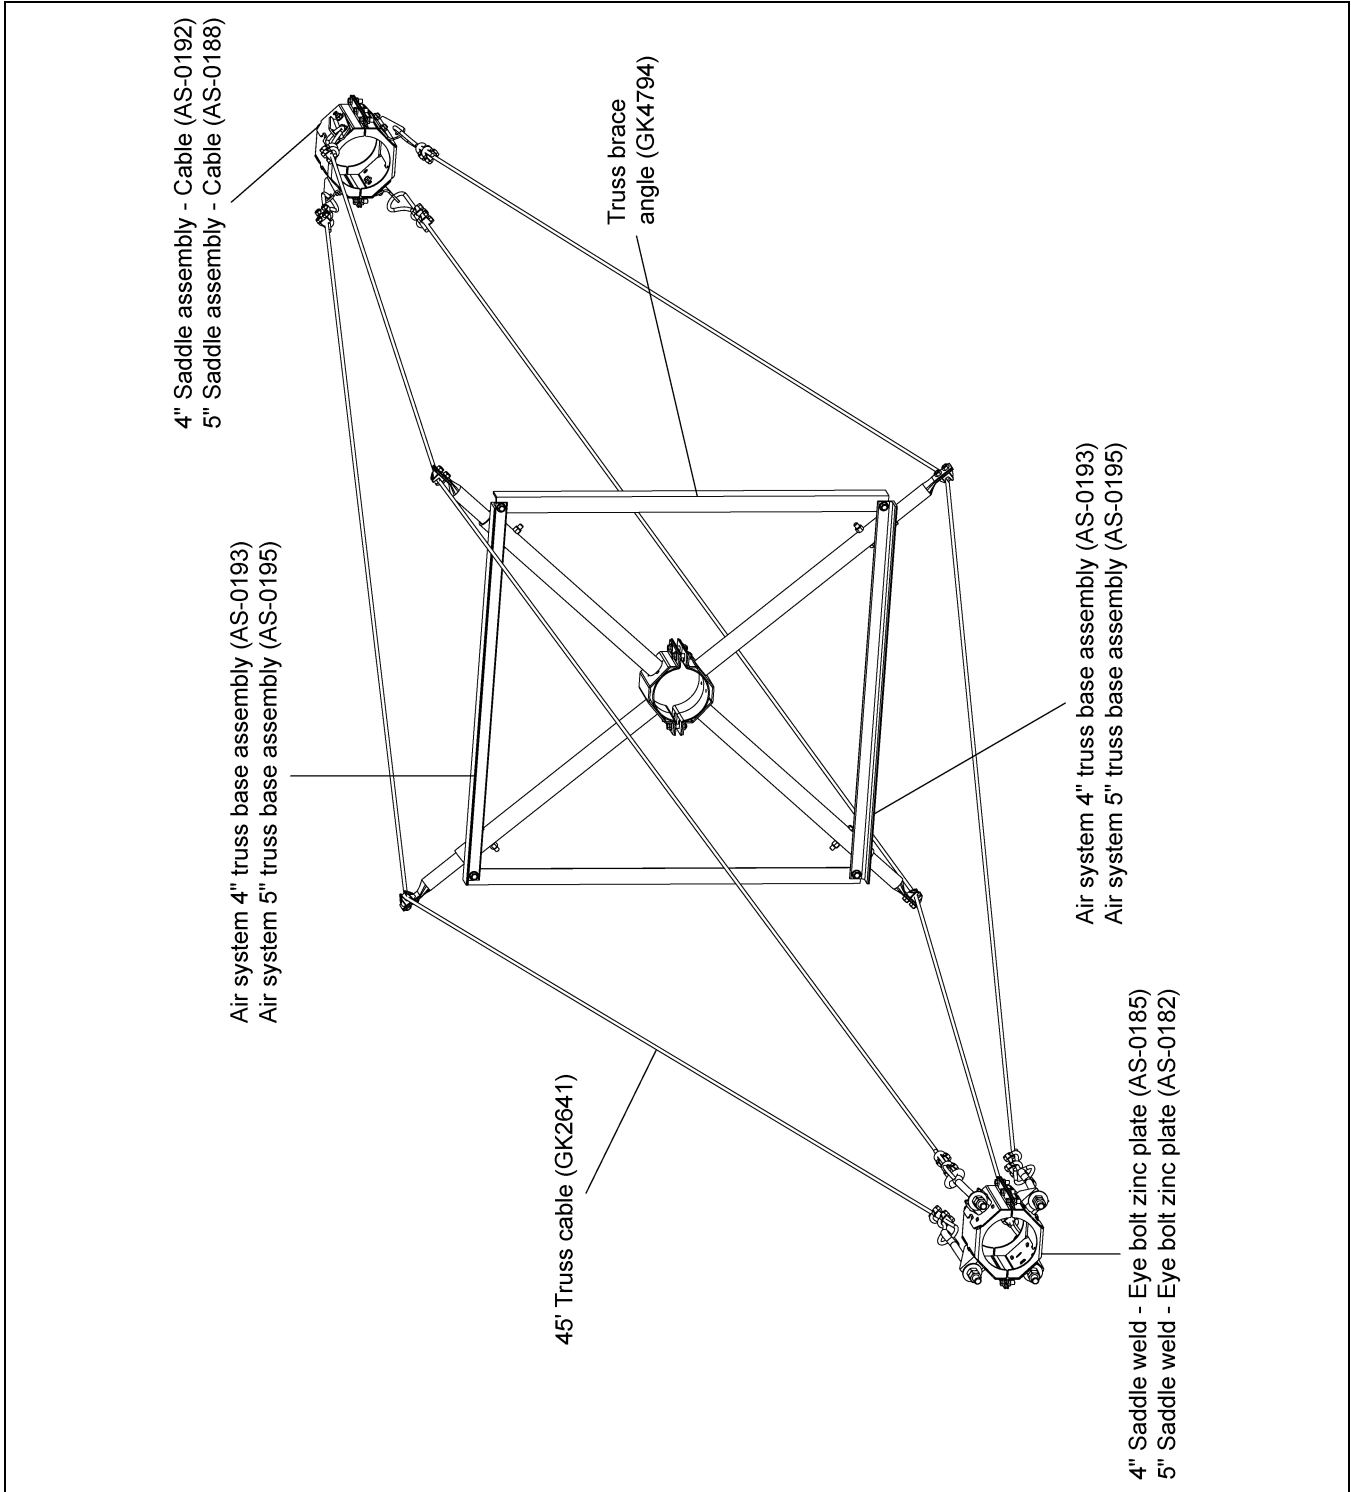 4" Saddle assembly - Cable (AS-0192)
5" Saddle assembly - Cable (AS-0188)
Air system 4" truss base assembly (AS-0193)
Air system 5" truss base assembly (AS-0195)
45' Truss cable (GK2641)
Truss brace
angle (GK4794)
Air system 4" truss base assembly (AS-0193)
Air system 5" truss base assembly (AS-0195)
4" Saddle weld - Eye bolt zinc plate (AS-0185)
5" Saddle weld - Eye bolt zinc plate (AS-0182)